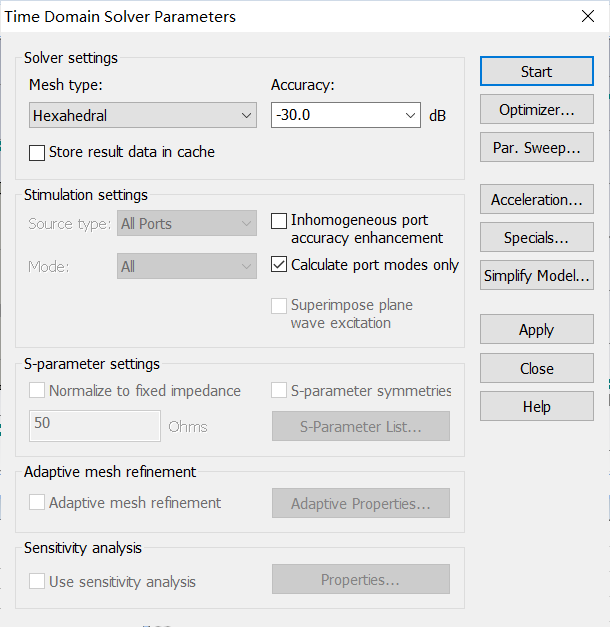 Time Domain Solver Parameters
Solver settings
Mesh type:
Accuracy:
Hexahedral
-30.0
dB
Store result data in cache
Stimulation settings
Source type:
All Ports
Inhomogeneous port
accuracy enhancement
Mode:
All
Calculate port modes only
Superimpose plane
wave excitation
S-parameter settings
Normalize to fixed impedance
S-parameter symmetries
50
Ohms
S-Parameter List...
Adaptive mesh refinement
Adaptive mesh refinement
Adaptive Properties...
Sensitivity analysis
Use sensitivity analysis
Properties...
Start
Optimizer...
Par. Sweep...
Acceleration...
Specials...
Simplify Model...
Apply
Close
Help